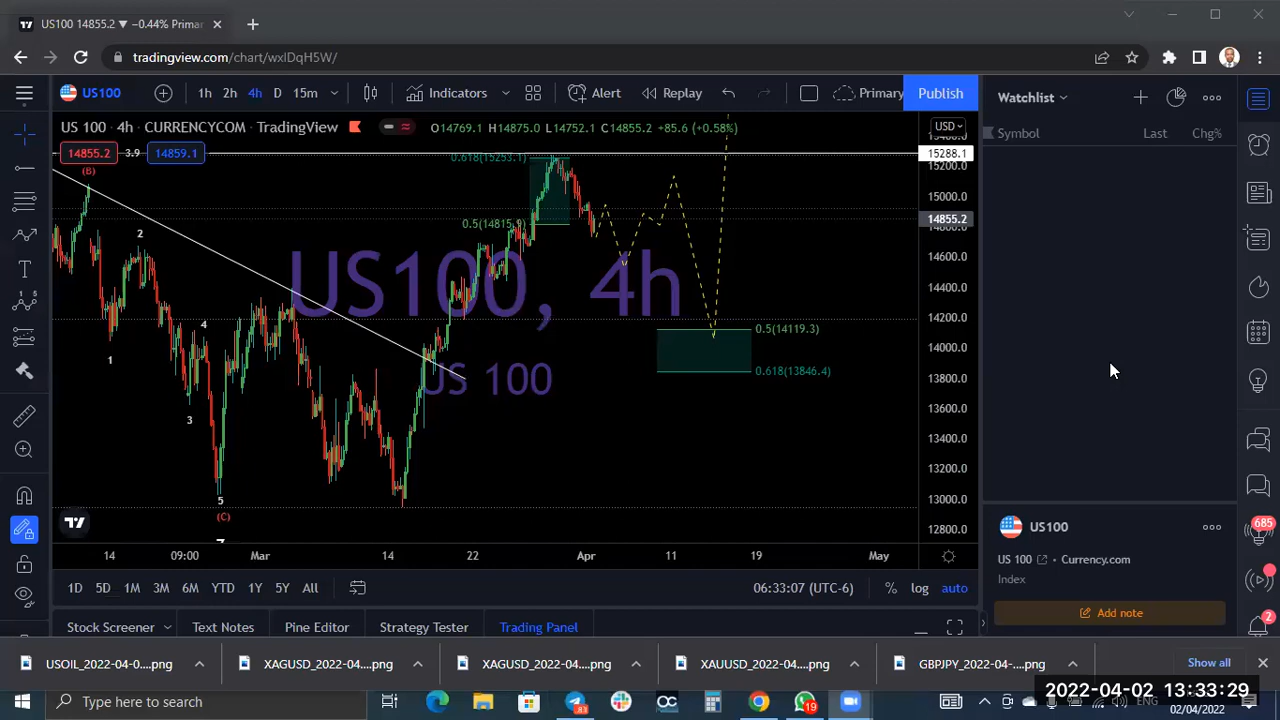 US100 14855.2 ▼ −0.44% Primar
tradingview.com/chart/wxlDqH5W/
US100 1h 2h 4h D 15m Indicators Alert Replay Primary Publish
Watchlist
Symbol Last Chg%
US 100 · 4h · CURRENCYCOM · TradingView O14769.1 H14875.0 L14752.1 C14855.2 +85.6 (+0.58%)
USD
14855.2 3.9 14859.1
0.618(15253.1)
0.5(14815.9)
0.5(14119.3)
0.618(13846.4)
(B)
2
1
4
3
5
(C)
US100, 4h
US 100
15288.1
15200.0
15000.0
14855.2
14600.0
14400.0
14200.0
14000.0
13800.0
13600.0
13400.0
13200.0
13000.0
12800.0
14 09:00 Mar 14 22 Apr 11 19 May
US100
US 100 · Currency.com
Index
Add note
1D 5D 1M 3M 6M YTD 1Y 5Y All 06:33:07 (UTC-6) % log auto
Stock Screener Text Notes Pine Editor Strategy Tester Trading Panel
685
2
USOIL_2022-04-0....png XAGUSD_2022-04....png XAGUSD_2022-04....png XAUUSD_2022-04....png GBPJPY_2022-04-....png Show all
Type here to search
83
19
ENG
2022-04-02 13:33:29
02/04/2022